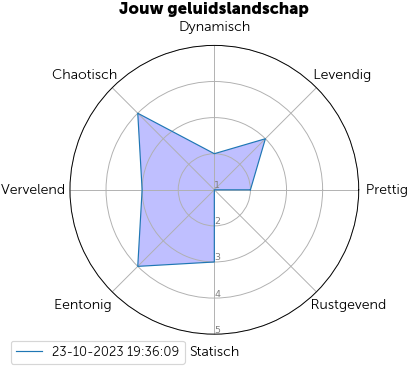 Jouw geluidslandschap
Dynamisch
Chaotisch
Levendig
Vervelend
Prettig
1
2
3
4
5
Eentonig
Rustgevend
23-10-2023 19:36:09
Statisch